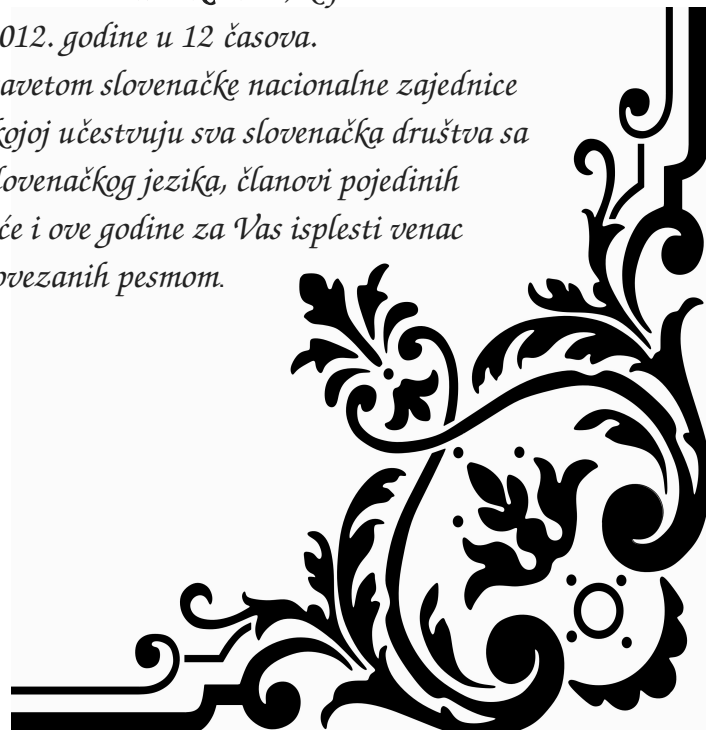 012. godine u 12 časova.
avetom slovenačke nacionalne zajednice
kojoj učestvuju sva slovenačka društva sa
lovenačkog jezika, članovi pojedinih
će i ove godine za Vas isplesti venac
ovezanih pesmom.